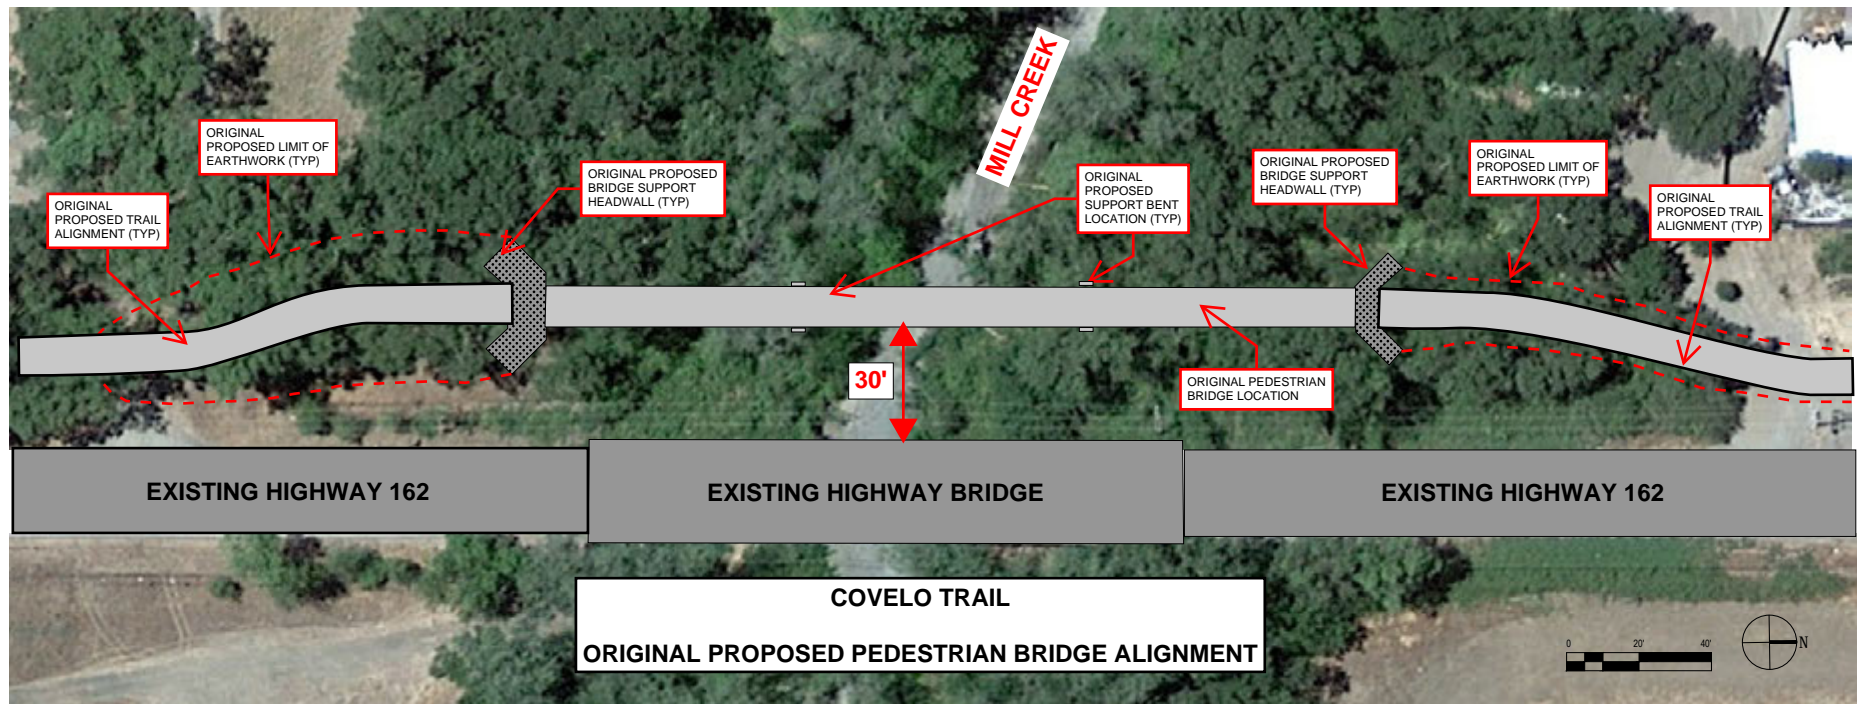 MILL CREEK
ORIGINAL
PROPOSED LIMIT OF
EARTHWORK (TYP)
ORIGINAL PROPOSED
BRIDGE SUPPORT
HEADWALL (TYP)
ORIGINAL
PROPOSED TRAIL
ALIGNMENT (TYP)
ORIGINAL
PROPOSED
SUPPORT BENT
LOCATION (TYP)
ORIGINAL PROPOSED
BRIDGE SUPPORT
HEADWALL (TYP)
ORIGINAL
PROPOSED LIMIT OF
EARTHWORK (TYP)
ORIGINAL
PROPOSED TRAIL
ALIGNMENT (TYP)
30'
ORIGINAL PEDESTRIAN
BRIDGE LOCATION
EXISTING HIGHWAY 162
EXISTING HIGHWAY BRIDGE
EXISTING HIGHWAY 162
COVELO TRAIL
ORIGINAL PROPOSED PEDESTRIAN BRIDGE ALIGNMENT
0 20' 40'
N